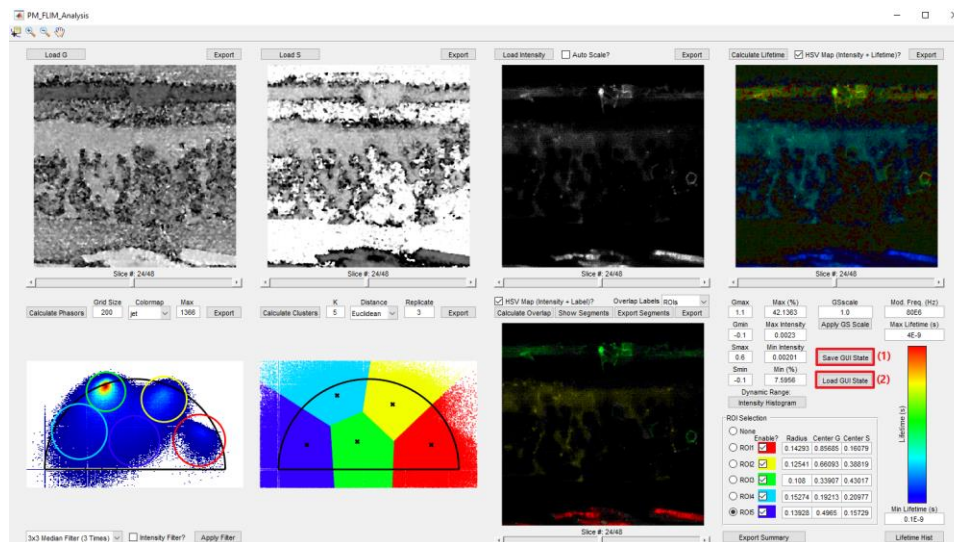 PM_FLIM_Analysis
Load G Export Load S Export Load Intensity Auto Scale? Export Calculate Lifetime HSV Map (Intensity + Lifetime)? Export
Slice #: 24/48 Slice #: 24/48 Slice #: 24/48 Slice #: 24/48
Grid Size Colormap Max
Calculate Phasors 200 jet 1366 Export
K Distance Replicate
Calculate Clusters 5 Euclidean 3 Export
HSV Map (Intensity + Label)? Overlap Labels ROIs
Calculate Overlap Show Segments Export Segments Export
Gmax Max (%) GSscale Mod. Freq. (Hz)
1.1 42.1363 1.0 80E6
Gmin Max Intensity Apply GS Scale Max Lifetime (s)
-0.1 0.0023 4E-9
Smax Min Intensity
0.6 0.00201 Save GUI State (1)
Smin Min (%)
-0.1 7.5956 Load GUI State (2)
Dynamic Range:
Intensity Histogram
Lifetime (s)
ROI Selection
None
Enable? Radius Center G Center S
ROI1 0.14293 0.85685 0.16079
ROI2 0.12541 0.66093 0.38819
ROI3 0.108 0.33907 0.43017
ROI4 0.15274 0.19213 0.20977
ROI5 0.13928 0.4965 0.15729
Min Lifetime (s)
0.1E-9
3x3 Median Filter (3 Times) Intensity Filter? Apply Filter
Slice #: 24/48
Export Summary Lifetime Hist